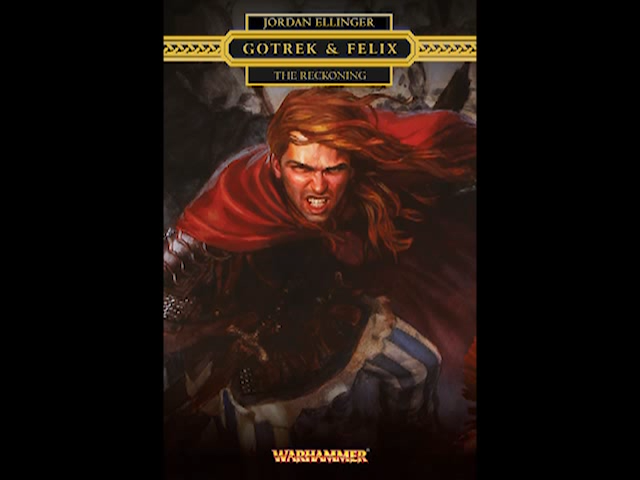 JORDAN ELLINGER
GOTREK & FELIX
THE RECKONING
WARHAMMER®